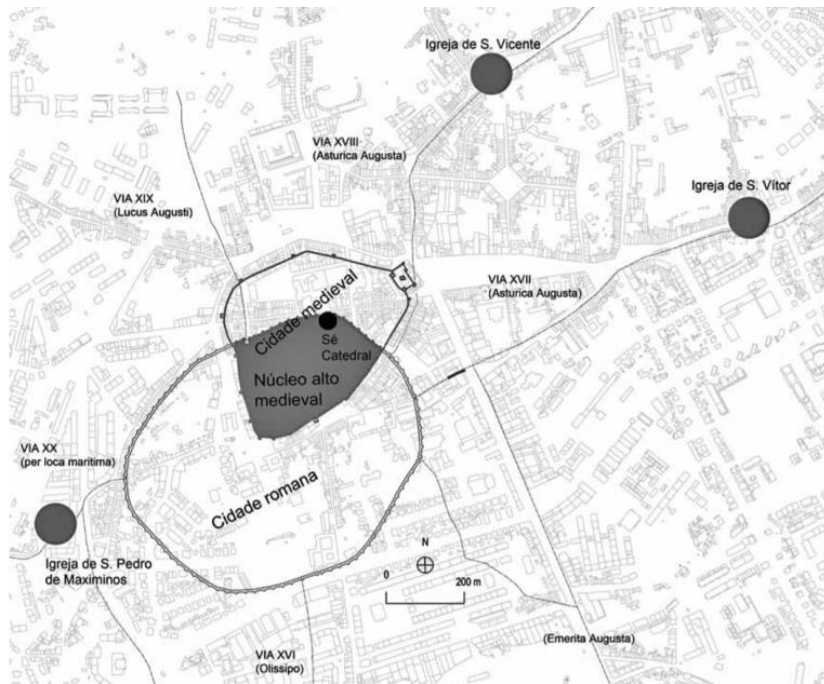 Igreja de S. Vicente
VIA XVIII
(Asturica Augusta)
Igreja de S. Vítor
VIA XIX
(Lucus Augusti)
VIA XVII
(Asturica Augusta)
Cidade medieval
Sé
Catedral
Núcleo alto
medieval
VIA XX
(per loca maritima)
Cidade romana
Igreja de S. Pedro
de Maximinos
N
0 200 m
(Emerita Augusta)
VIA XVI
(Olissipo)